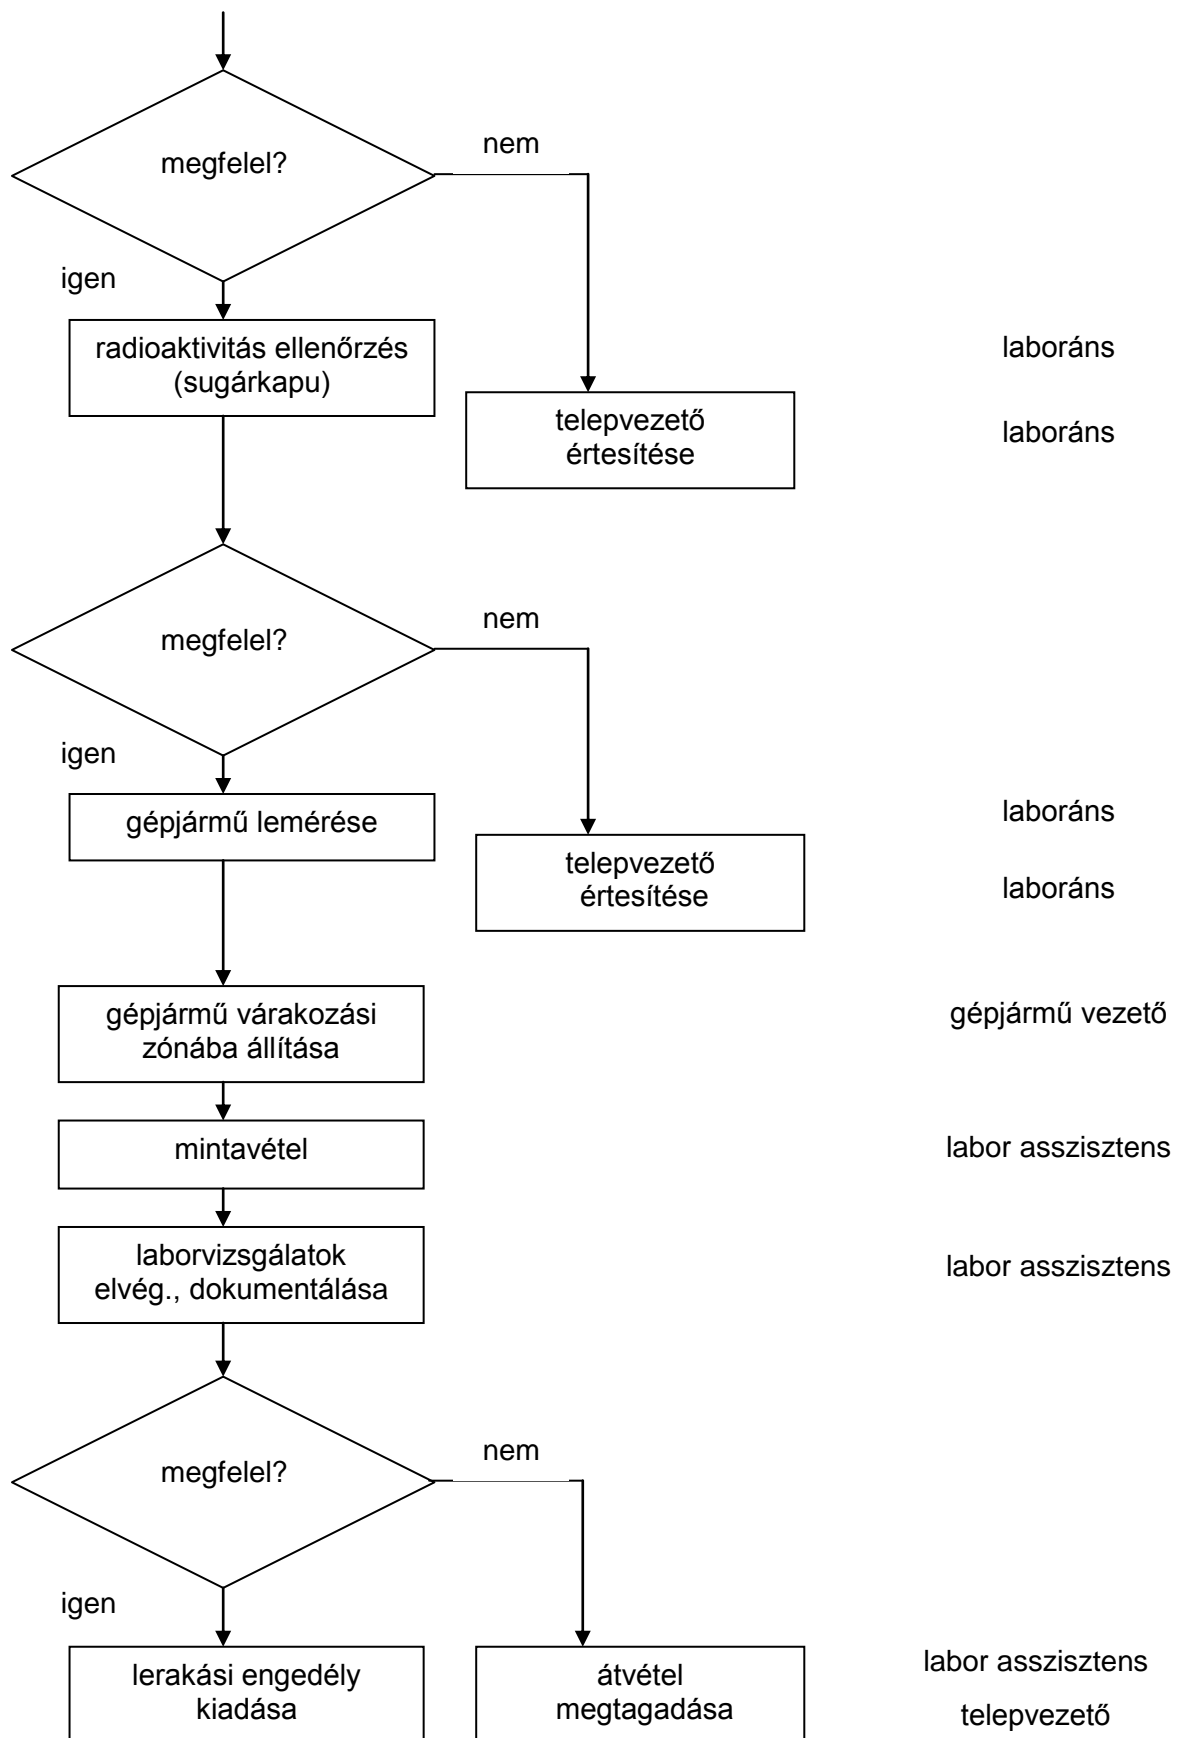 megfelel?
nem
igen
radioaktivitás ellenőrzés
(sugárkapu)
laboráns
telepvezető
értesítése
laboráns
megfelel?
nem
igen
gépjármű lemérése
laboráns
telepvezető
értesítése
laboráns
gépjármű várakozási
zónába állítása
gépjármű vezető
mintavétel
labor asszisztens
laborvizsgálatok
elvég., dokumentálása
labor asszisztens
megfelel?
nem
igen
lerakási engedély
kiadása
átvétel
megtagadása
labor asszisztens
telepvezető